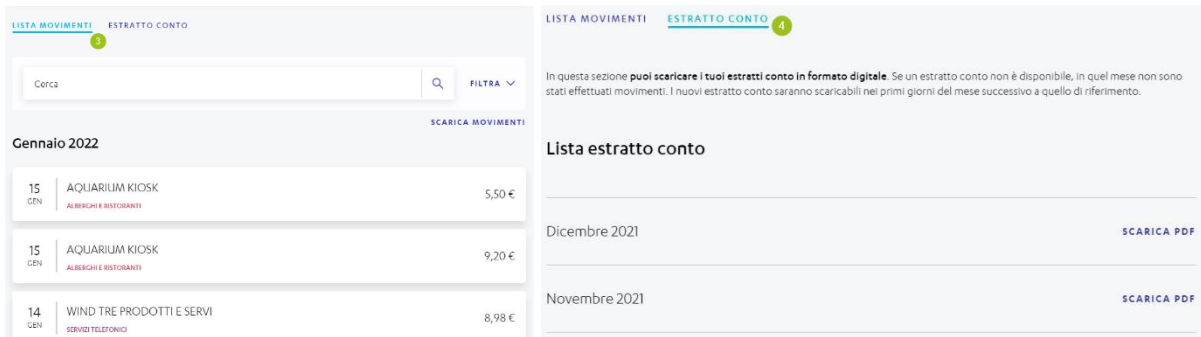 LISTA MOVIMENTI ESTRATTO CONTO
3
Cerca FILTRA
SCARICA MOVIMENTI
Gennaio 2022
15 AQUARIUM KIOSK 5,50 €
GEN ALBERGHI E RISTORANTI
15 AQUARIUM KIOSK 9,20 €
GEN ALBERGHI E RISTORANTI
14 WIND TRE PRODOTTI E SERVI 8,98 €
GEN SERVIZI TELEFONICI
LISTA MOVIMENTI ESTRATTO CONTO 4
In questa sezione puoi scaricare i tuoi estratti conto in formato digitale. Se un estratto conto non è disponibile, in quel mese non sono
stati effettuati movimenti. I nuovi estratto conto saranno scaricabili nei primi giorni del mese successivo a quello di riferimento.
Lista estratto conto
Dicembre 2021 SCARICA PDF
Novembre 2021 SCARICA PDF